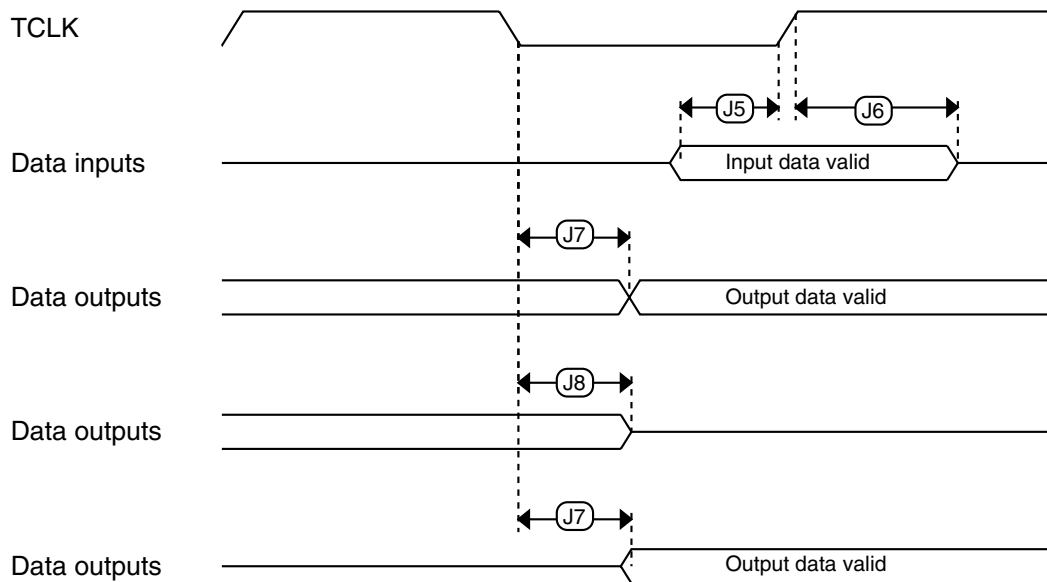 TCLK
J5
J6
Data inputs
Input data valid
J7
Data outputs
Output data valid
J8
Data outputs
J7
Data outputs
Output data valid